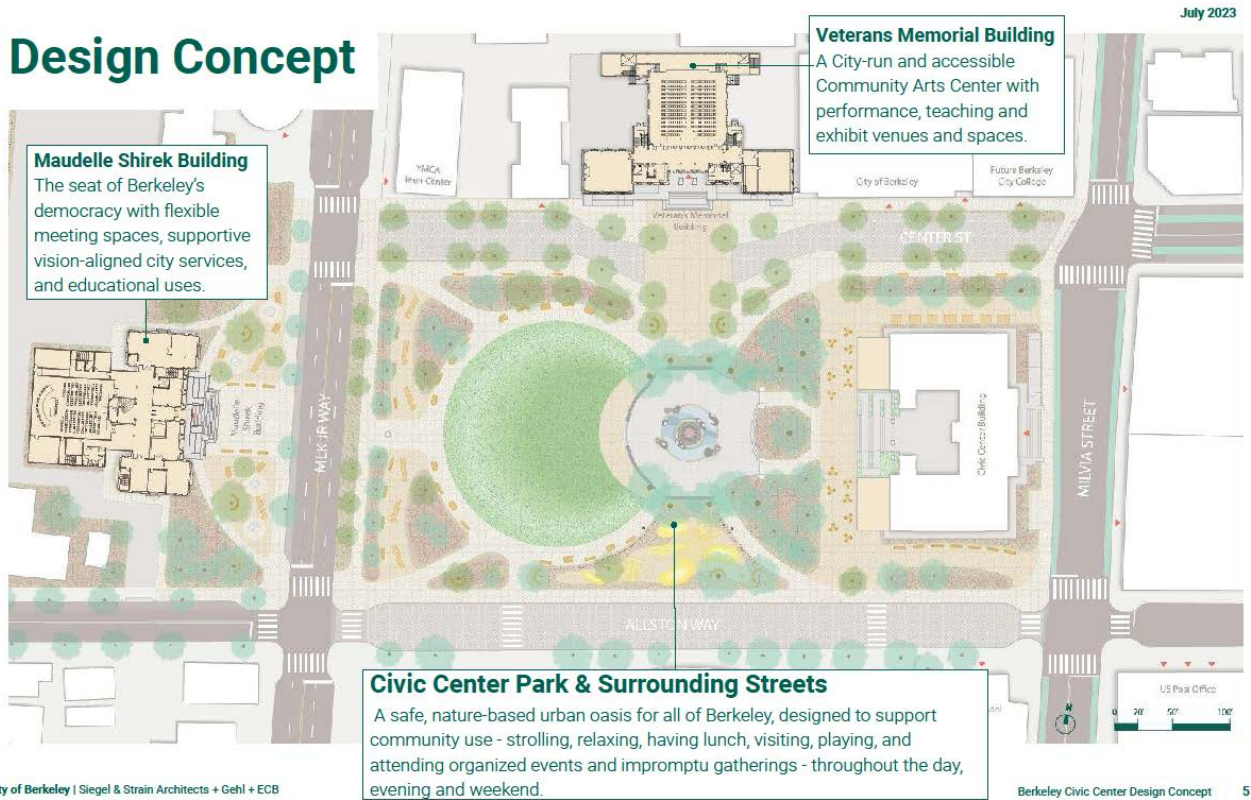 July 2023
Design Concept
Veterans Memorial Building
A City-run and accessible
Community Arts Center with
performance, teaching and
exhibit venues and spaces.
Maudelle Shirek Building
The seat of Berkeley's
democracy with flexible
meeting spaces, supportive
vision-aligned city services,
and educational uses.
YMCA
Teen Center
City of Berkeley
Future Berkeley
City College
Veterans Memorial
Building
CENTER ST
Maudelle
Shirek
Building
MLK JR WAY
Civic Center Building
MILVIA STREET
ALLSTON WAY
Civic Center Park & Surrounding Streets
A safe, nature-based urban oasis for all of Berkeley, designed to support
community use - strolling, relaxing, having lunch, visiting, playing, and
attending organized events and impromptu gatherings - throughout the day,
evening and weekend.
US Post Office
N
0 20' 50' 100'
ty of Berkeley | Siegel & Strain Architects + Gehl + ECB
Berkeley Civic Center Design Concept 5